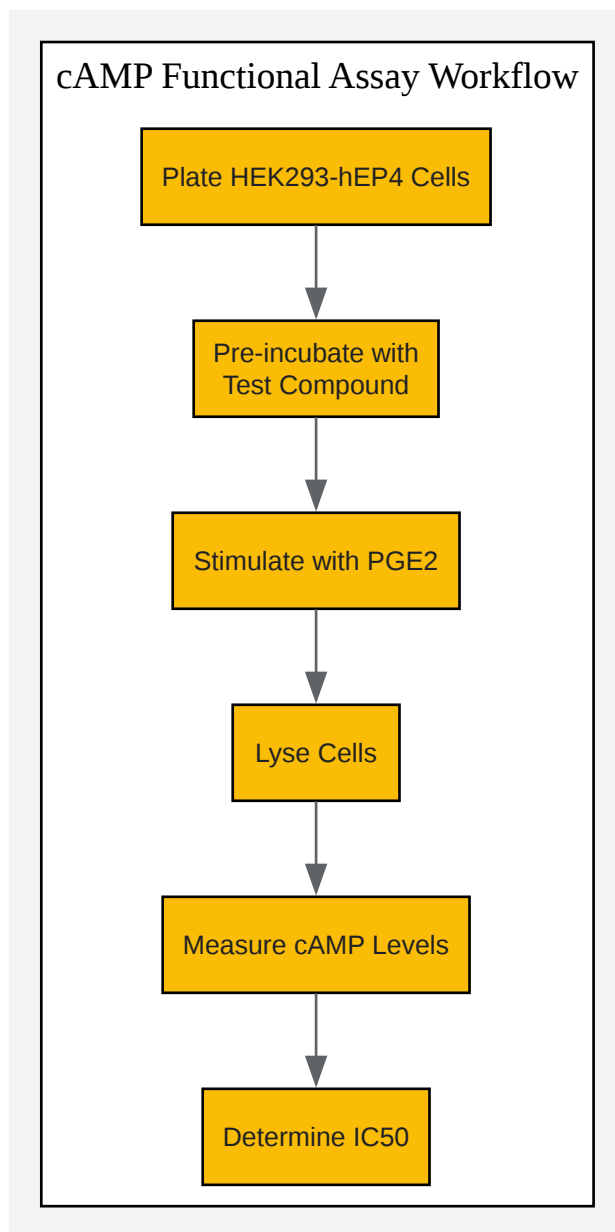 cAMP Functional Assay Workflow
Plate HEK293-hEP4 Cells
Pre-incubate with
Test Compound
Stimulate with PGE2
Lyse Cells
Measure cAMP Levels
Determine IC50